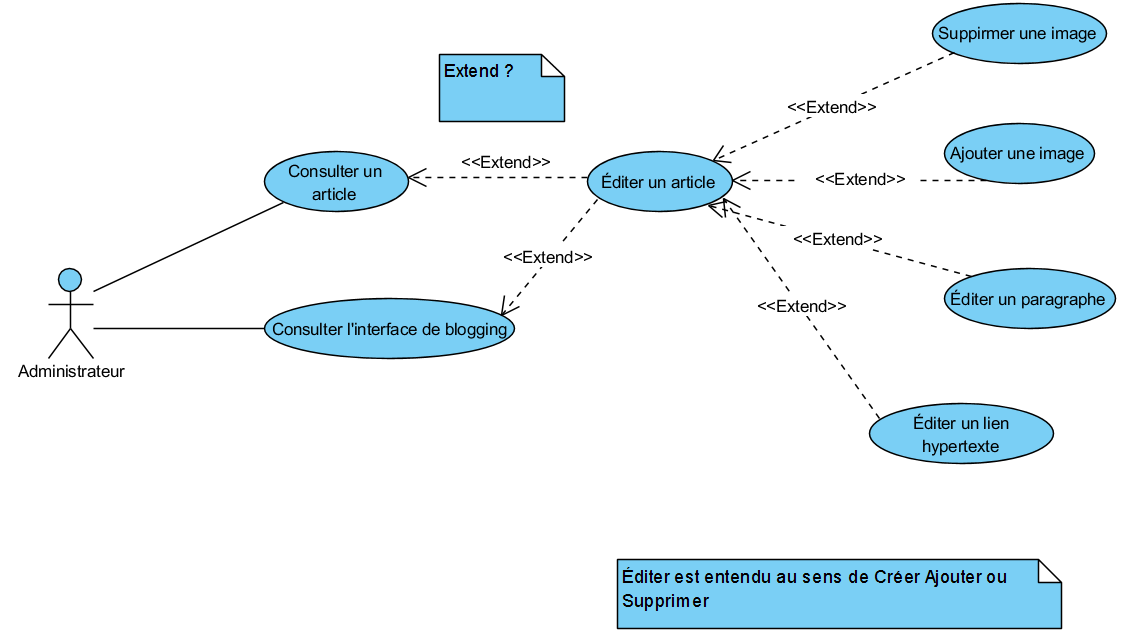 Suppirmer une image
Extend ?
<<Extend>>
Ajouter une image
<<Extend>>
Consulter un
article
Éditer un article
<<Extend>>
<<Extend>>
<<Extend>>
Éditer un paragraphe
<<Extend>>
Consulter l'interface de blogging
Administrateur
Éditer un lien
hypertexte
Éditer est entendu au sens de Créer Ajouter ou
Supprimer